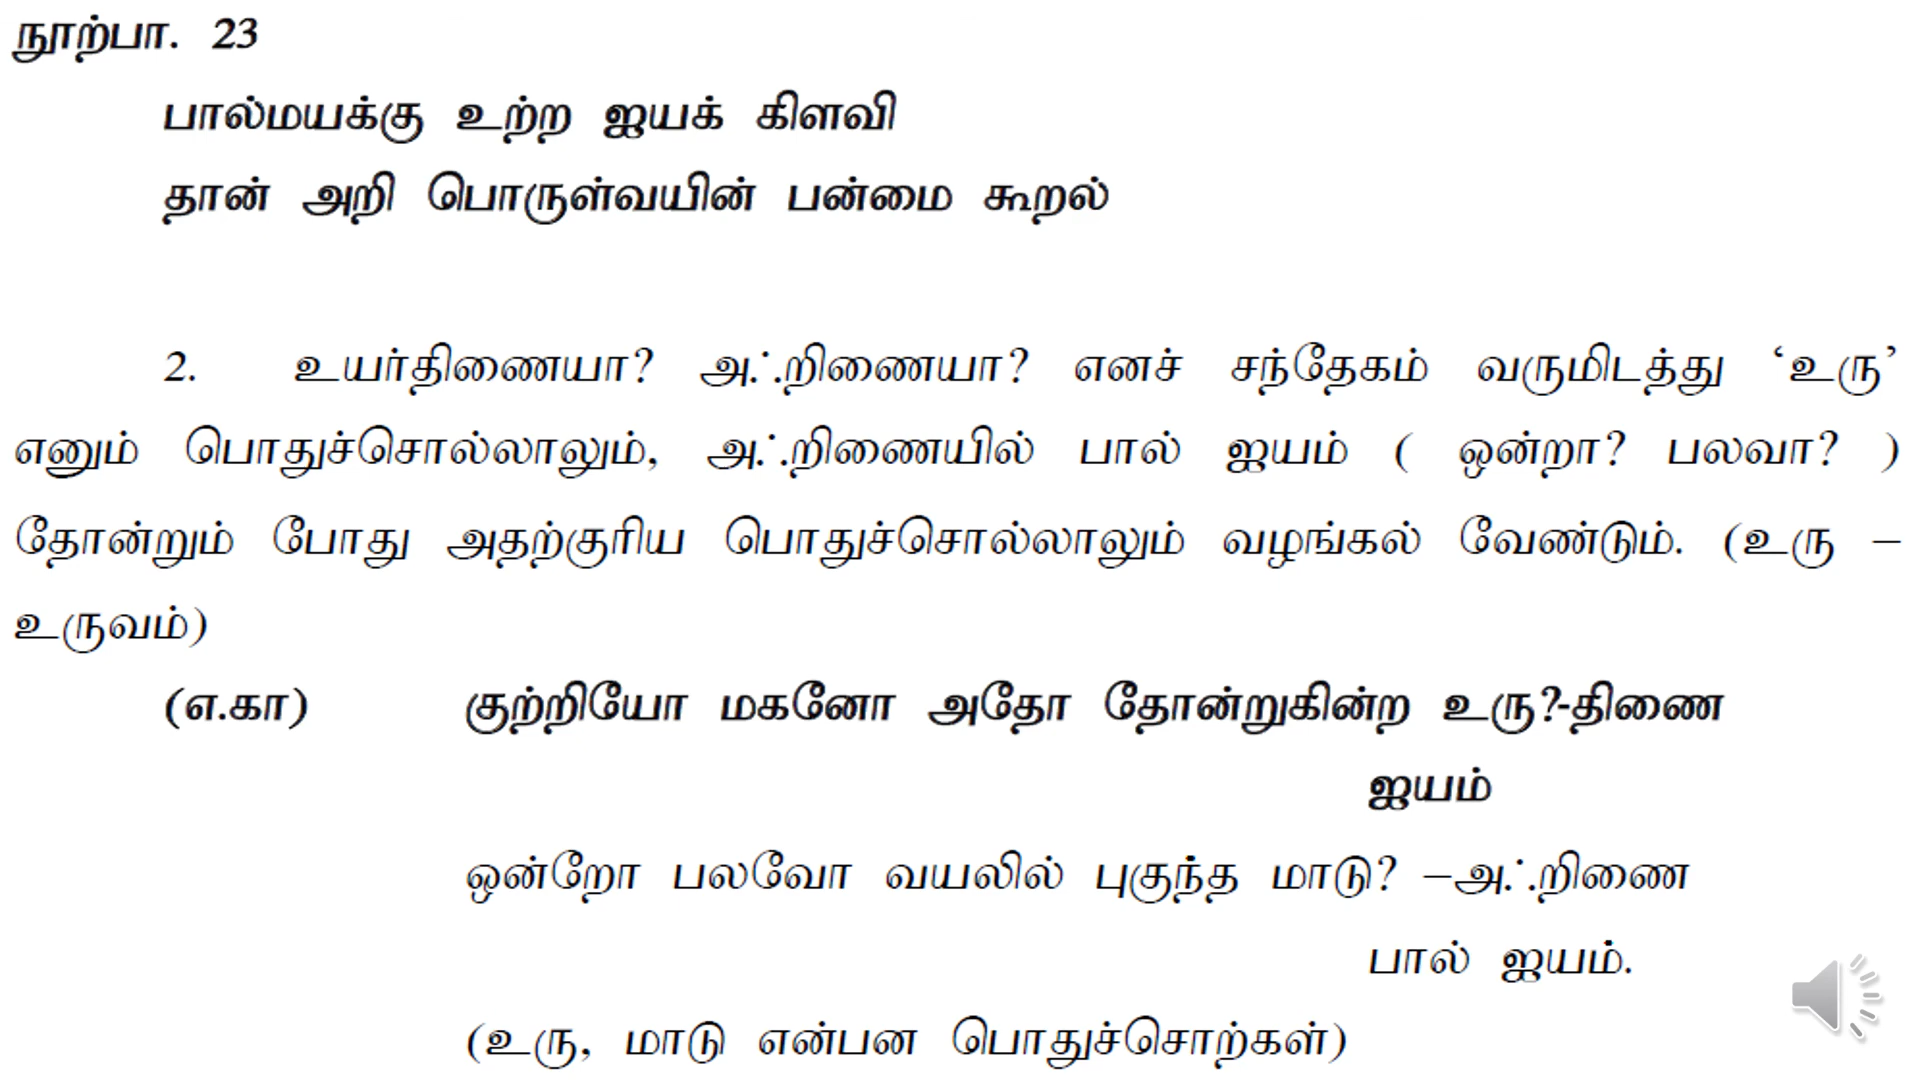 நூற்பா. 23
பால்மயக்கு உற்ற ஐயக் கிளவி
தான் அறி பொருள்வயின் பன்மை கூறல்
2. உயர்திணையா? அஃறிணையா? எனச் சந்தேகம் வருமிடத்து ‘உரு’
எனும் பொதுச்சொல்லாலும், அஃறிணையில் பால் ஐயம் ( ஒன்றா? பலவா? )
தோன்றும் போது அதற்குரிய பொதுச்சொல்லாலும் வழங்கல் வேண்டும். (உரு –
உருவம்)
(எ.கா) குற்றியோ மகனோ அதோ தோன்றுகின்ற உரு?-திணை
ஐயம்
ஒன்றோ பலவோ வயலில் புகுந்த மாடு? –அஃறிணை
பால் ஐயம்.
(உரு, மாடு என்பன பொதுச்சொற்கள்)